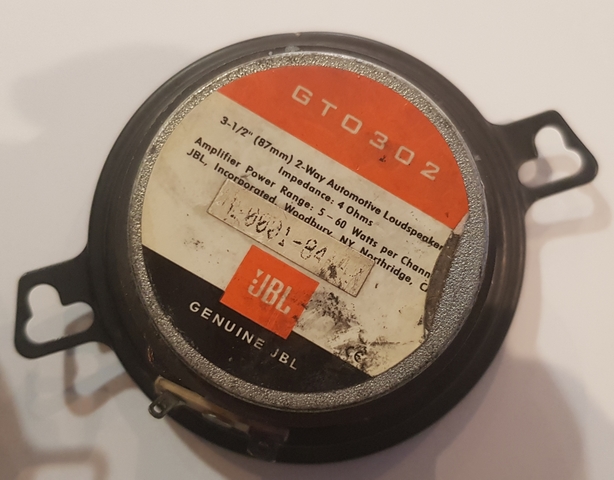 GTO302
3-1/2" (87mm) 2-Way Automotive Loudspeaker
Impedance: 4 Ohms
Amplifier Power Range: 5-60 Watts per Chann
JBL, Incorporated, Woodbury, NY, Northridge, C
JBL
GENUINE JBL
CE